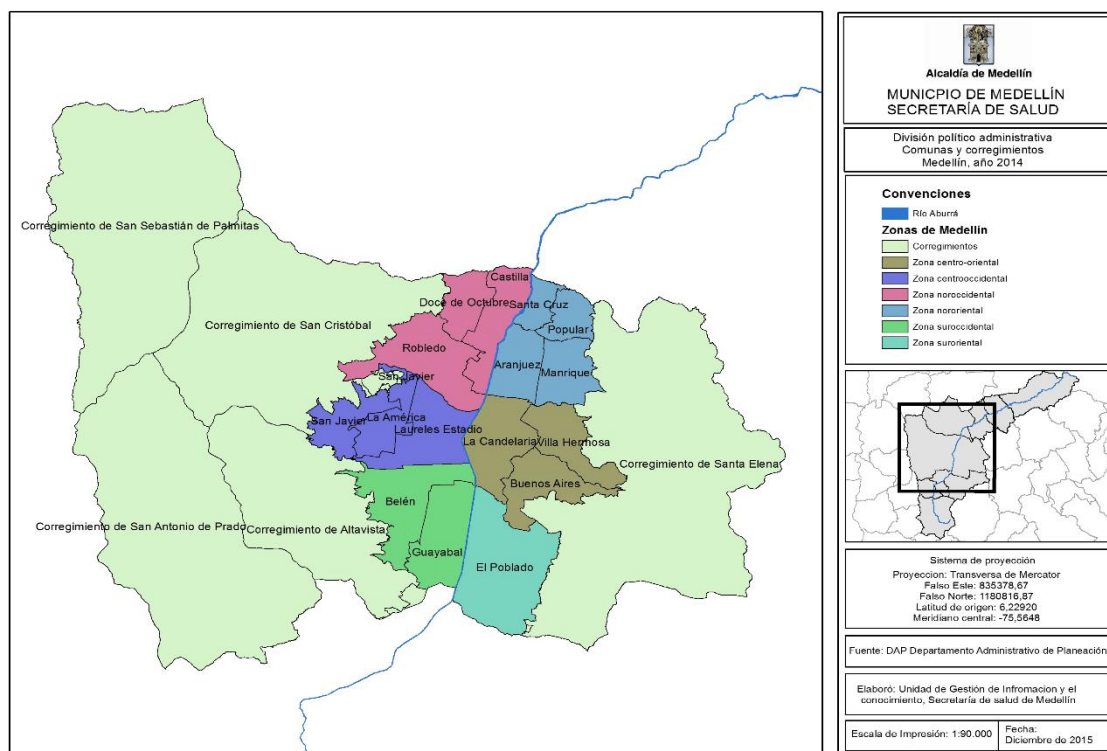 Corregimiento de San Sebastián de Palmitas
Corregimiento de San Cristóbal
Castilla
Doce de Octubre
Santa Cruz
Popular
Robledo
Aranjuez
Manrique
San Javier
San Javier
La América
Laureles Estadio
La Candelaria
Villa Hermosa
Corregimiento de Santa Elena
Buenos Aires
Belén
Corregimiento de San Antonio de Prado
Corregimiento de Altavista
Guayabal
El Poblado
Alcaldía de Medellín
MUNICPIO DE MEDELLÍN
SECRETARÍA DE SALUD
División político administrativa
Comunas y corregimientos
Medellín, año 2014
Convenciones
Río Aburrá
Zonas de Medellín
Corregimientos
Zona centro-oriental
Zona centrooccidental
Zona noroccidental
Zona nororiental
Zona suroccidental
Zona suroriental
Sistema de proyección
Proyeccion: Transversa de Mercator
Falso Este: 835378,67
Falso Norte: 1180816,87
Latitud de origen: 6,22920
Meridiano central: -75,5648
Fuente: DAP Departamento Administrativo de Planeación
Elaboró: Unidad de Gestión de Infromacion y el
conocimiento, Secretaría de salud de Medellín
Escala de Impresión: 1:90.000
Fecha:
Diciembre de 2015